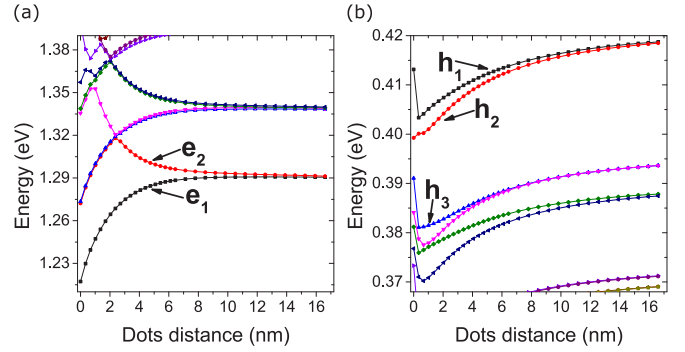 (a)
(b)
1.38
1.35
1.32
1.29
1.26
1.23
Energy (eV)
e2
e1
0 2 4 6 8 10 12 14 16
Dots distance (nm)
0.42
0.41
0.40
0.39
0.38
0.37
Energy (eV)
h1
h2
h3
0 2 4 6 8 10 12 14 16
Dots distance (nm)